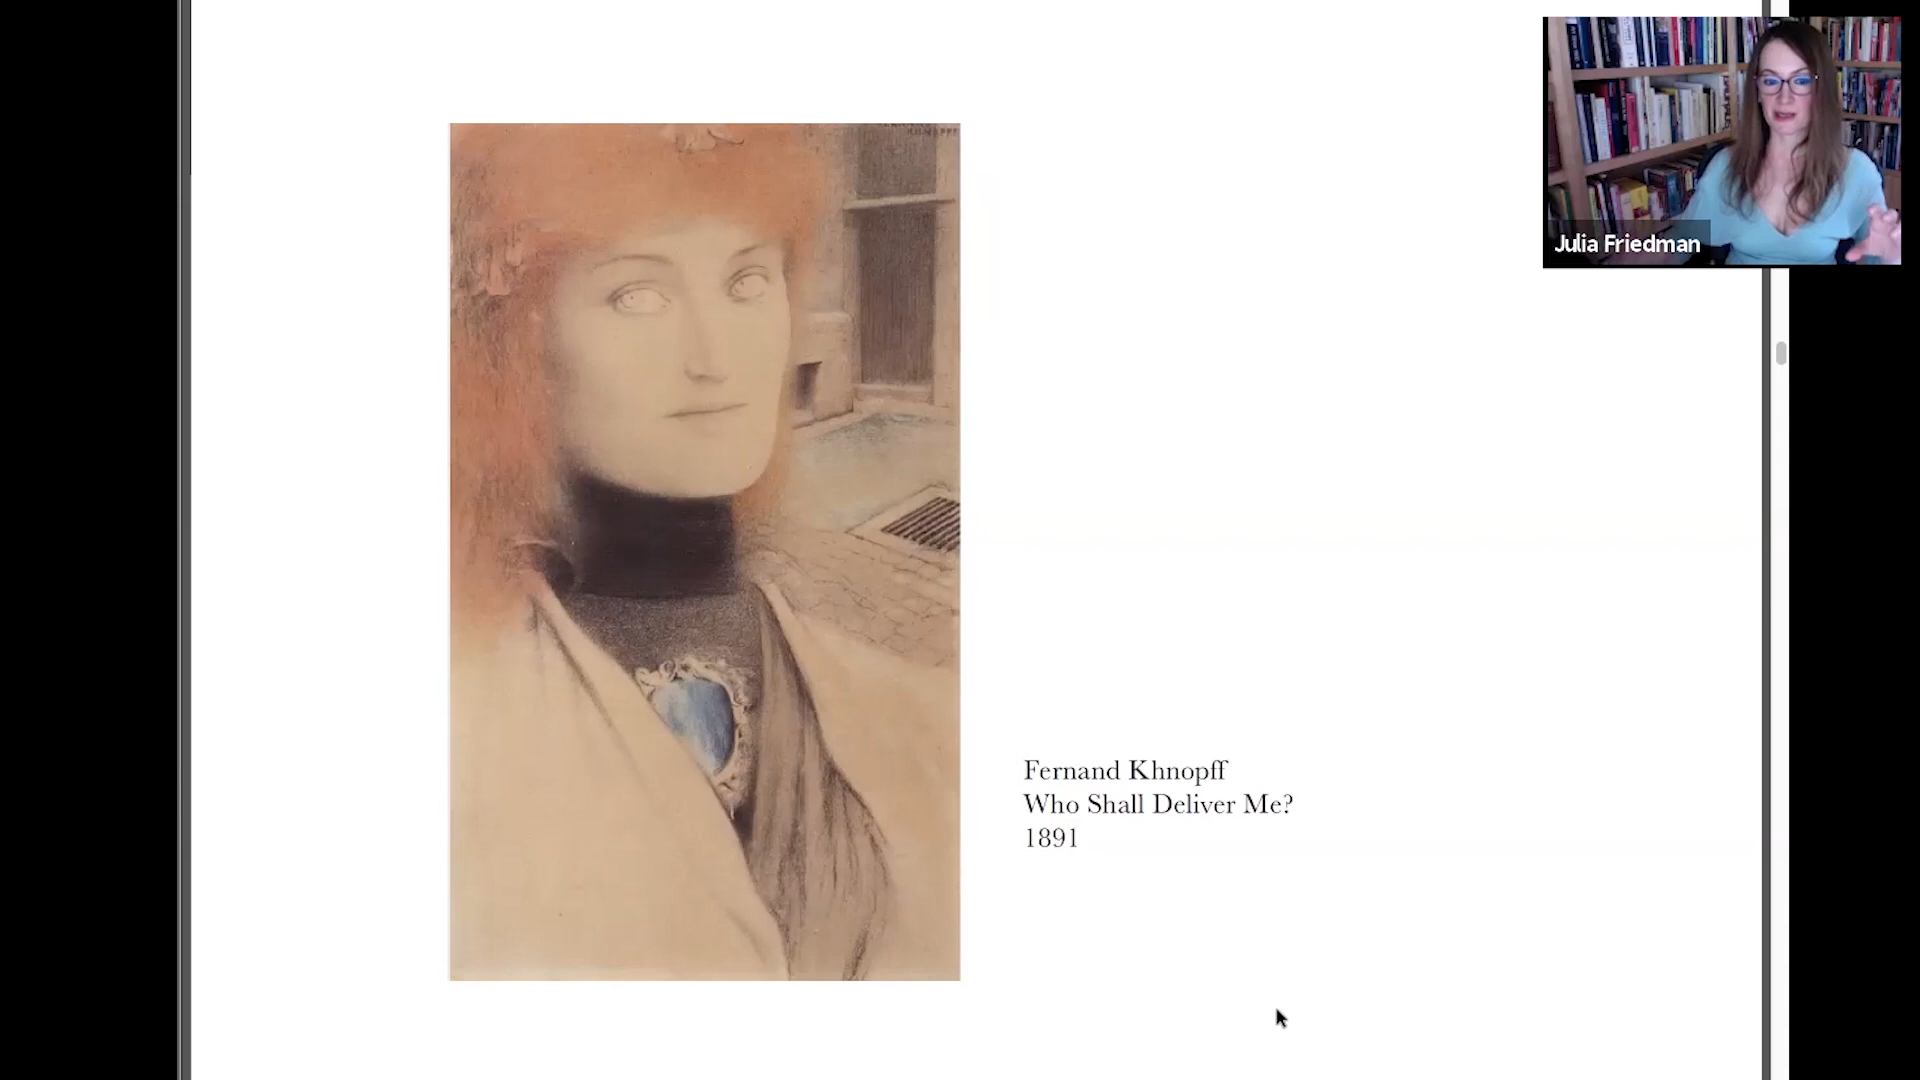 Julia Friedman
Fernand Khnopff
Who Shall Deliver Me?
1891